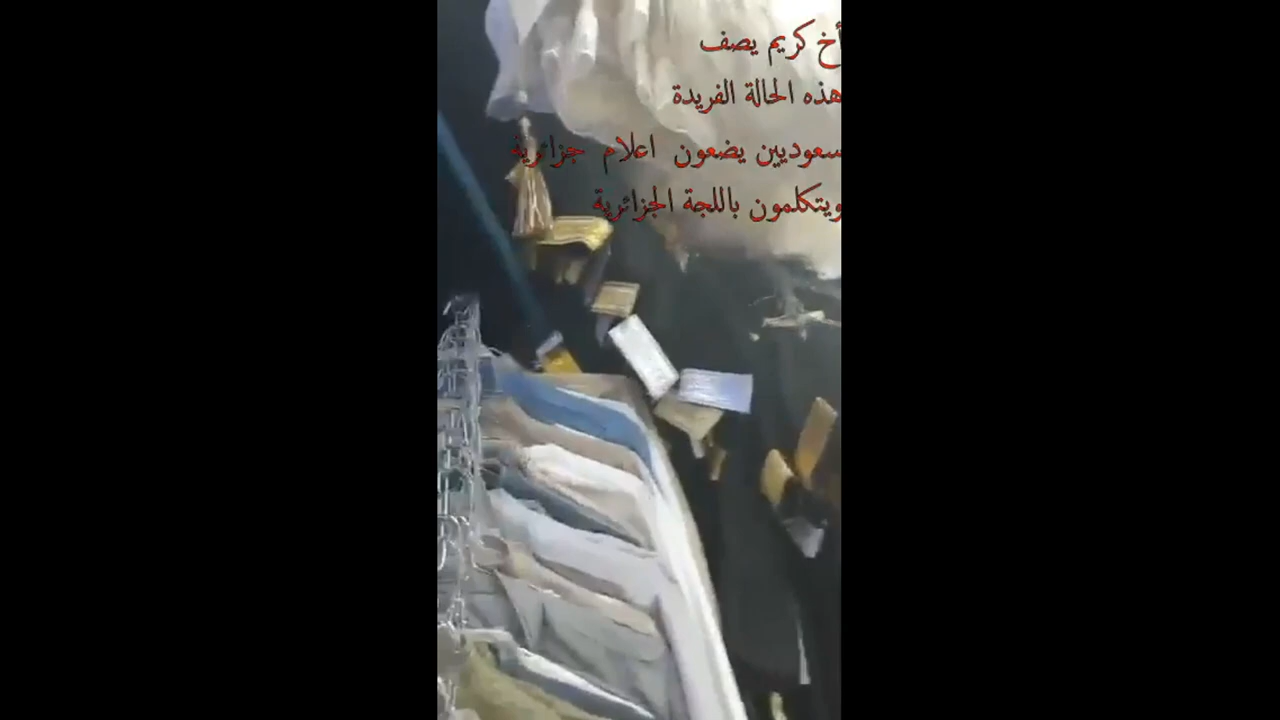 أخ كريم يصف
هذه الحالة الفريدة
سعوديين يضعون اعلام جزائرية
ويتكلمون باللجة الجزائرية